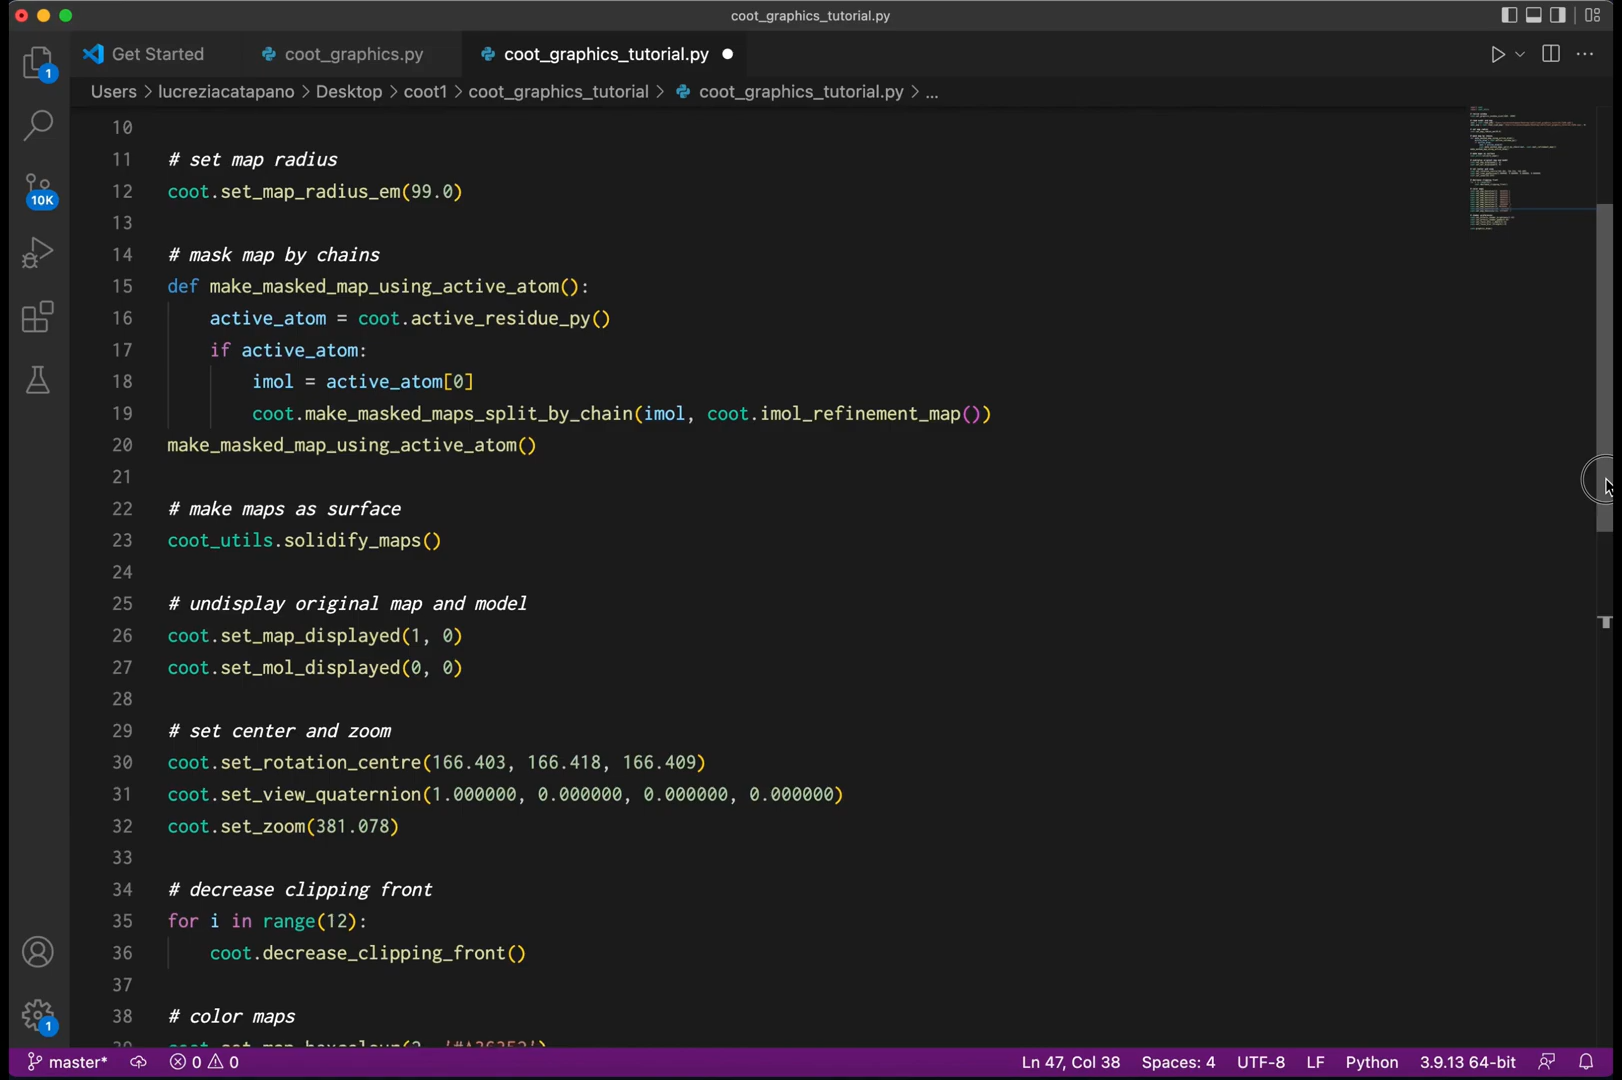 coot_graphics_tutorial.py
Get Started
coot_graphics.py
coot_graphics_tutorial.py
Users > lucreziacatapano > Desktop > coot1 > coot_graphics_tutorial > coot_graphics_tutorial.py > ...
1
10K
1
10
11 # set map radius
12 coot.set_map_radius_em(99.0)
13
14 # mask map by chains
15 def make_masked_map_using_active_atom():
16 active_atom = coot.active_residue_py()
17 if active_atom:
18 imol = active_atom[0]
19 coot.make_masked_maps_split_by_chain(imol, coot.imol_refinement_map())
20 make_masked_map_using_active_atom()
21
22 # make maps as surface
23 coot_utils.solidify_maps()
24
25 # undisplay original map and model
26 coot.set_map_displayed(1, 0)
27 coot.set_mol_displayed(0, 0)
28
29 # set center and zoom
30 coot.set_rotation_centre(166.403, 166.418, 166.409)
31 coot.set_view_quaternion(1.000000, 0.000000, 0.000000, 0.000000)
32 coot.set_zoom(381.078)
33
34 # decrease clipping front
35 for i in range(12):
36 coot.decrease_clipping_front()
37
38 # color maps
master* 0 0 Ln 47, Col 38 Spaces: 4 UTF-8 LF Python 3.9.13 64-bit